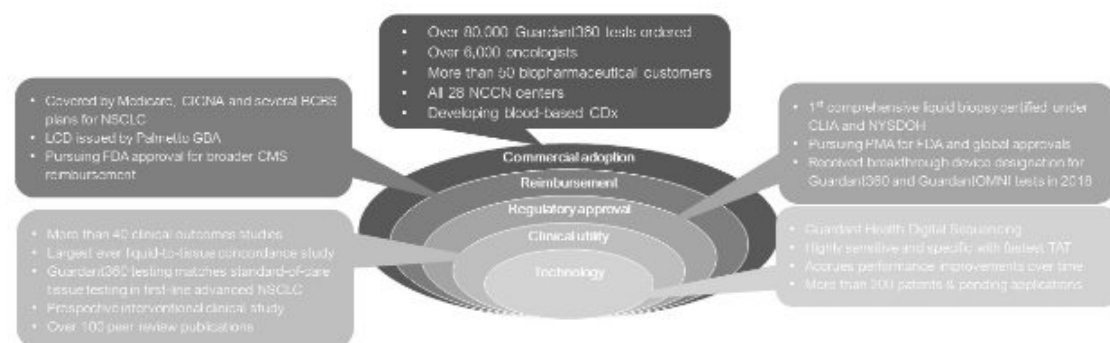 • Over 80,000 Guardant360 tests ordered
• Over 6,000 oncologists
• More than 50 biopharmaceutical customers
• All 28 NCCN centers
• Developing blood-based CDx
• Covered by Medicare, CIGNA and several BCBS
plans for NSCLC
• LCD issued by Palmetto GBA
• Pursuing FDA approval for broader CMS
reimbursement
• 1st comprehensive liquid biopsy certified under
CLIA and NYSDOH
• Pursuing PMA for FDA and global approvals
• Received breakthrough device designation for
Guardant360 and GuardantOMNI tests in 2018
Commercial adoption
Reimbursement
Regulatory approval
Clinical utility
Technology
• More than 40 clinical outcomes studies
• Largest ever liquid-to-tissue concordance study
• Guardant360 testing matches standard-of-care
tissue testing in first-line advanced NSCLC
• Prospective interventional clinical study
• Over 100 peer review publications
• Guardant Health Digital Sequencing
• Highly sensitive and specific with fastest TAT
• Accrues performance improvements over time
• More than 200 patents & pending applications